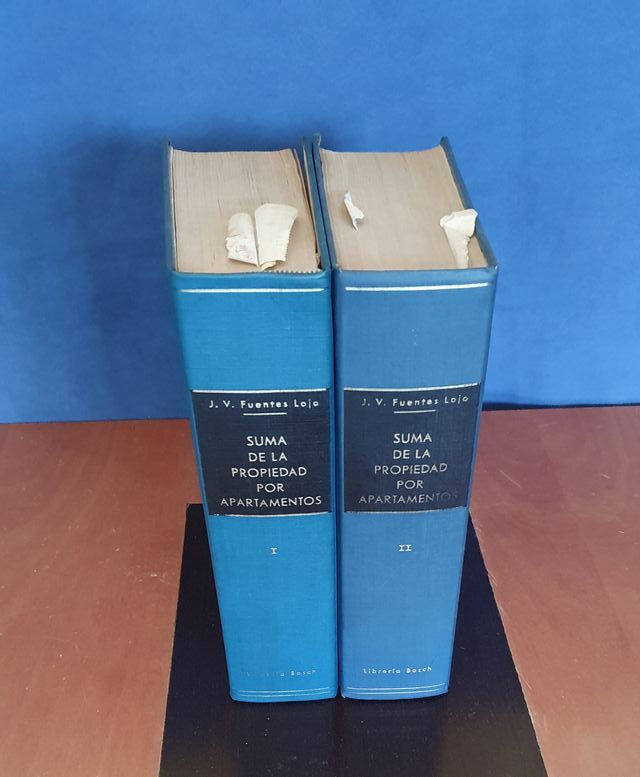 J. V. Fuentes Lojo
SUMA
DE LA
PROPIEDAD
POR
APARTAMENTOS
I
Librería Bosch
J. V. Fuentes Lojo
SUMA
DE LA
PROPIEDAD
POR
APARTAMENTOS
II
Librería Bosch